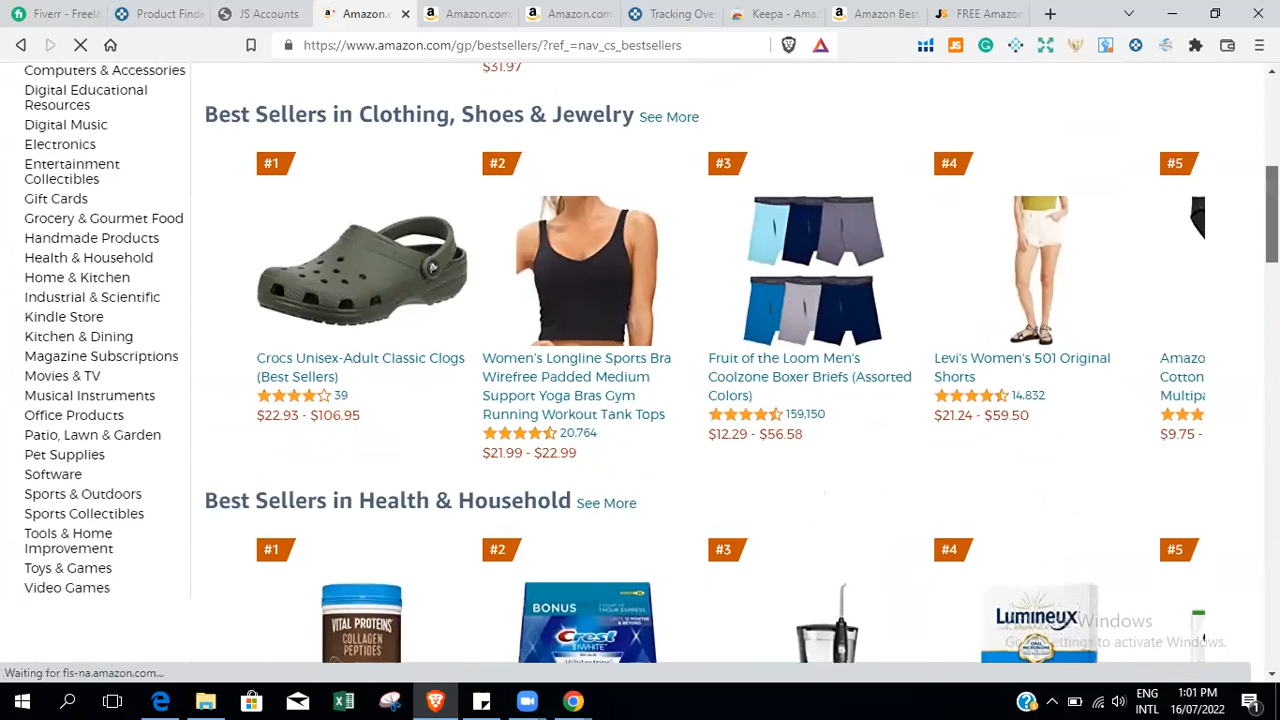 Fiverr - Freela
Product Finde
JS Accounts
Amazon.c
Amazon.com
Amazon.com
Tracking Ove
Keepa - Amaz
Amazon Best
FREE Amazon
https://www.amazon.com/gp/bestsellers/?ref_=nav_cs_bestsellers
Computers & Accessories
Digital Educational
Resources
Digital Music
Electronics
Entertainment
Collectibles
Gift Cards
Grocery & Gourmet Food
Handmade Products
Health & Household
Home & Kitchen
Industrial & Scientific
Kindle Store
Kitchen & Dining
Magazine Subscriptions
Movies & TV
Musical Instruments
Office Products
Patio, Lawn & Garden
Pet Supplies
Software
Sports & Outdoors
Sports Collectibles
Tools & Home
Improvement
Toys & Games
Video Games
$31.97
Best Sellers in Clothing, Shoes & Jewelry See More
#1
#2
#3
#4
#5
Crocs Unisex-Adult Classic Clogs
(Best Sellers)
39
$22.93 - $106.95
Women's Longline Sports Bra
Wirefree Padded Medium
Support Yoga Bras Gym
Running Workout Tank Tops
20,764
$21.99 - $22.99
Fruit of the Loom Men's
Coolzone Boxer Briefs (Assorted
Colors)
159,150
$12.29 - $56.58
Levi's Women's 501 Original
Shorts
14,832
$21.24 - $59.50
Amazo
Cotton
Multipa
$9.75 -
Best Sellers in Health & Household See More
#1
#2
#3
#4
#5
VITAL PROTEINS
COLLAGEN
PEPTIDES
BONUS
Crest
Lumineux
Windows
Settings to activate Windows.
Waiting for fls-na.amazon.com...
ENG
INTL
1:01 PM
16/07/2022